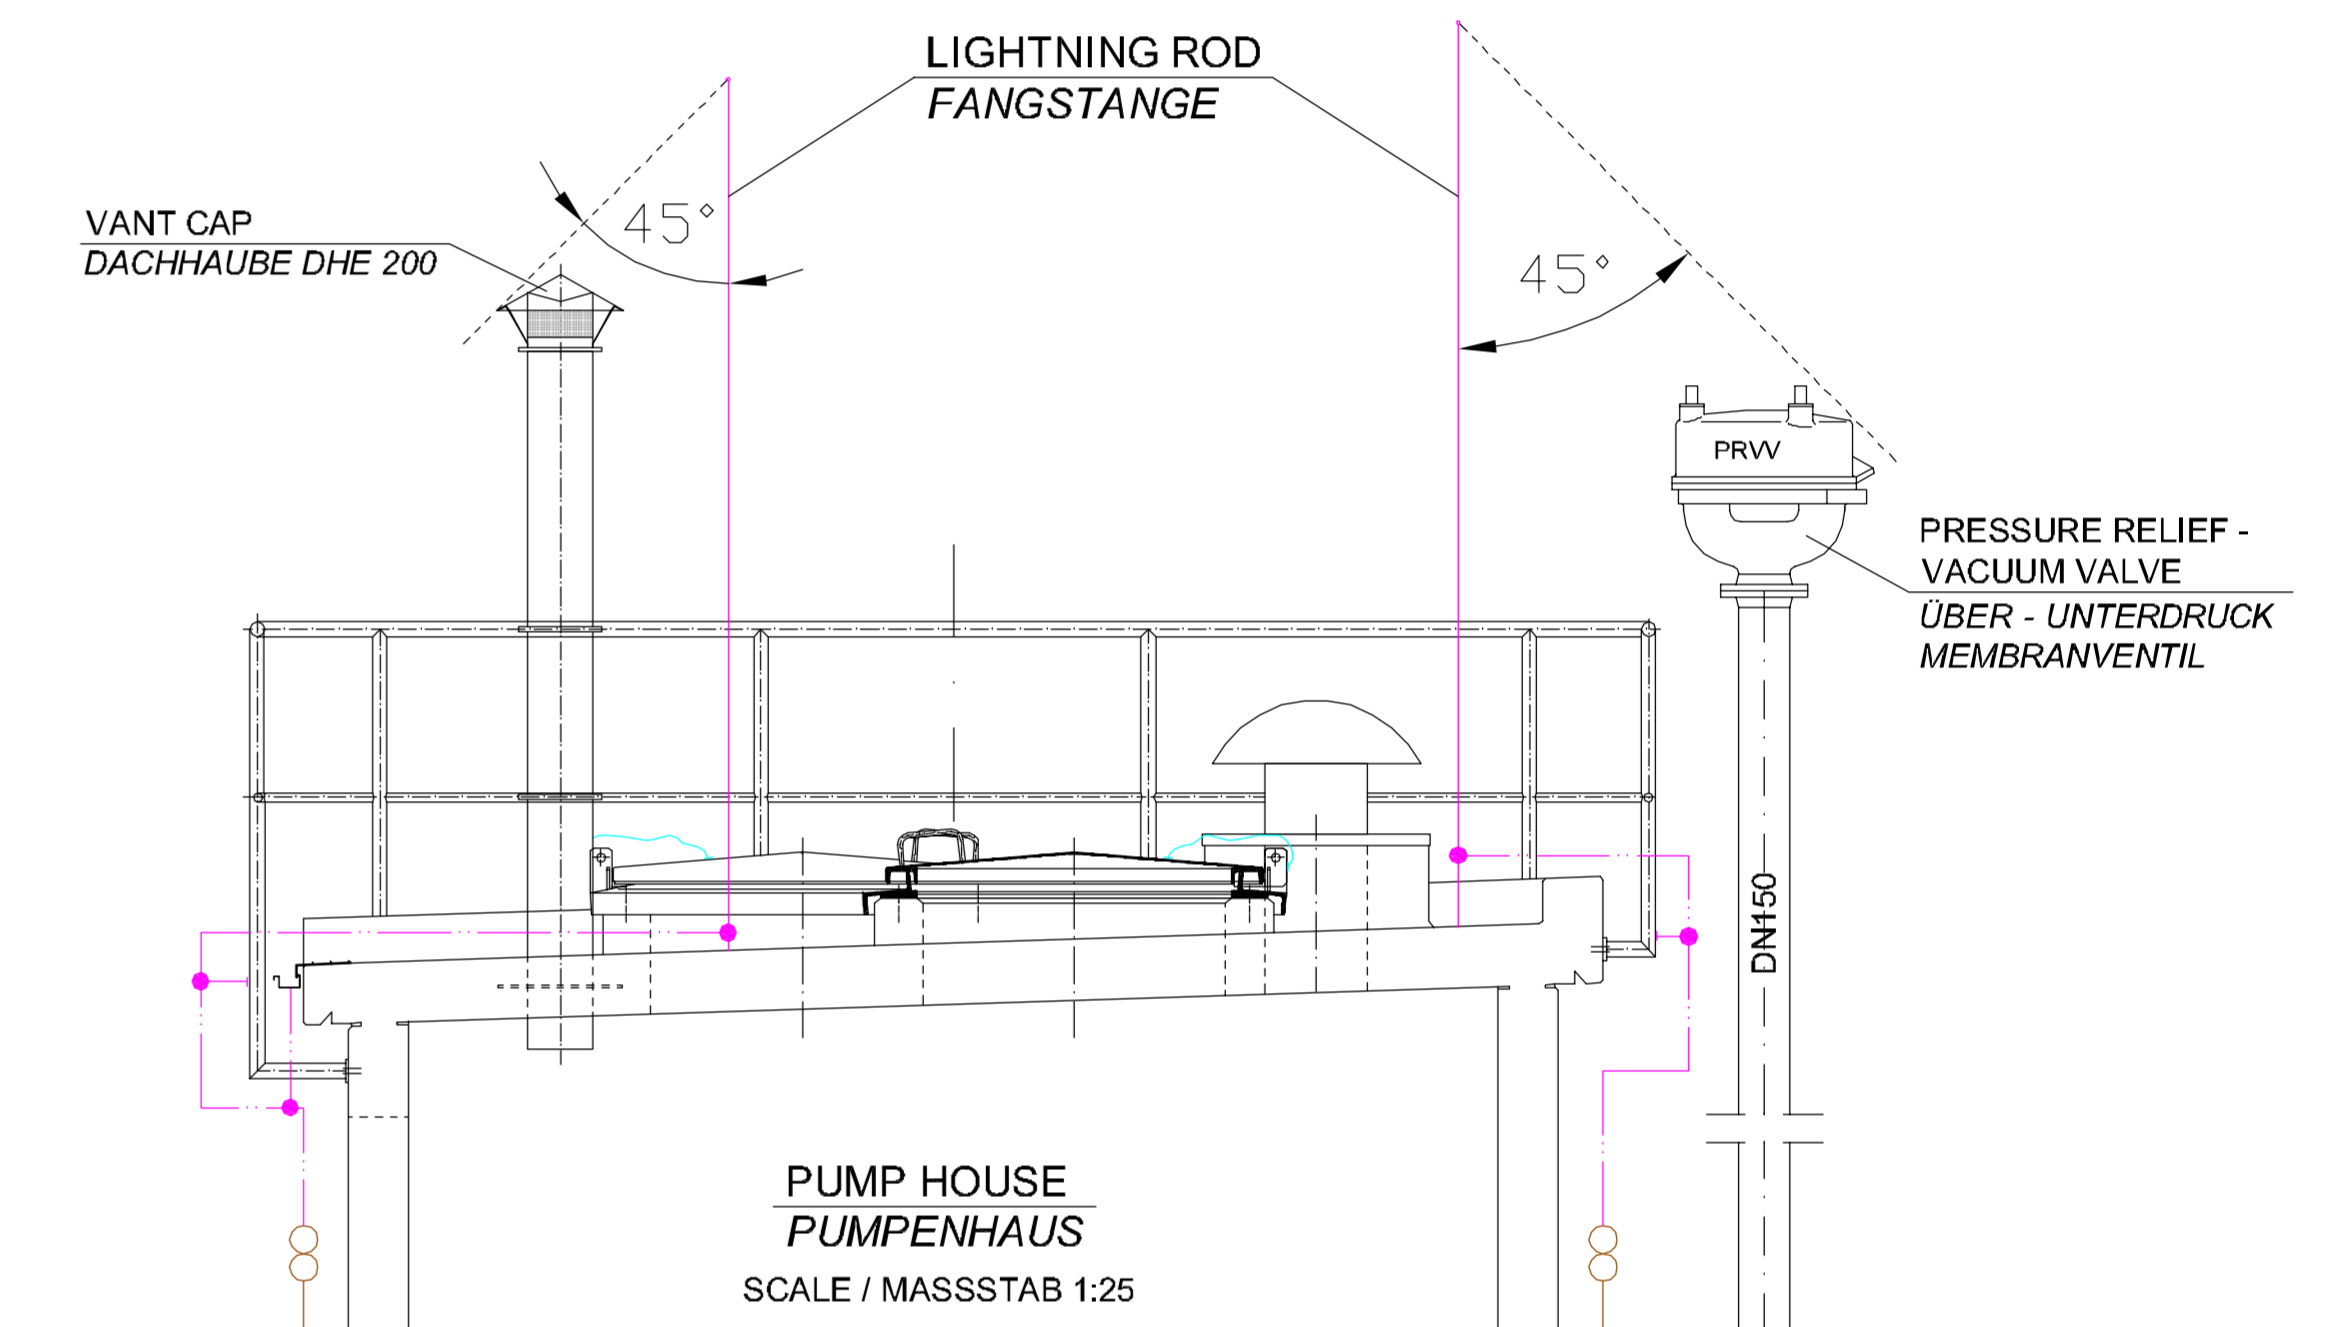 LIGHTNING ROD
FANGSTANGE
VANT CAP
DACHHAUBE DHE 200
45°
45°
PRVV
PRESSURE RELIEF -
VACUUM VALVE
ÜBER - UNTERDRUCK
MEMBRANVENTIL
DN150
PUMP HOUSE
PUMPENHAUS
SCALE / MASSSTAB 1:25